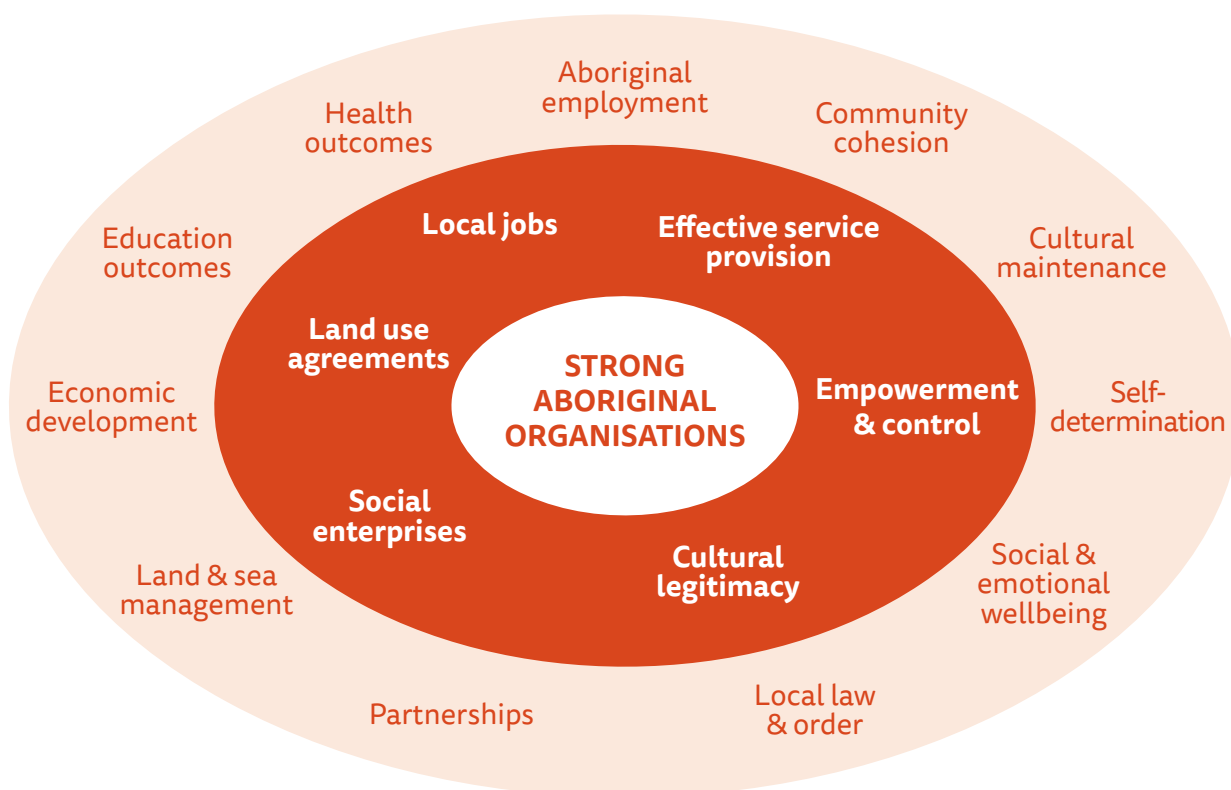 Aboriginal
employment
Health
outcomes
Community
cohesion
Education
outcomes
Cultural
maintenance
Economic
development
Self-
determination
Land & sea
management
Social &
emotional
wellbeing
Partnerships
Local law
& order
Local jobs
Effective service
provision
Land use
agreements
Empowerment
& control
Social
enterprises
Cultural
legitimacy
STRONG
ABORIGINAL
ORGANISATIONS